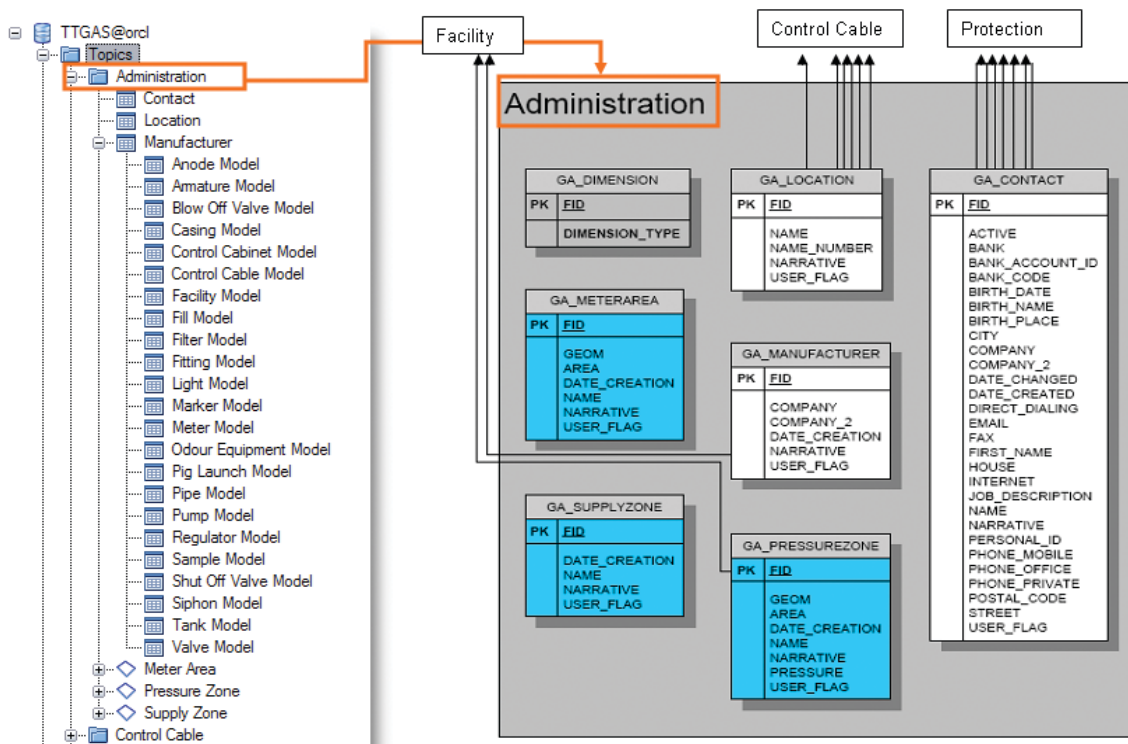 TTGAS@orcl
Topics
Administration
Contact
Location
Manufacturer
Anode Model
Amature Model
Blow Off Valve Model
Casing Model
Control Cabinet Model
Control Cable Model
Facility Model
Fill Model
Filter Model
Fitting Model
Light Model
Marker Model
Meter Model
Odour Equipment Model
Pig Launch Model
Pipe Model
Pump Model
Regulator Model
Sample Model
Shut Off Valve Model
Siphon Model
Tank Model
Valve Model
Meter Area
Pressure Zone
Supply Zone
Control Cable
Facility
Control Cable
Protection
Administration
GA_DIMENSION
PK FID
DIMENSION_TYPE
GA_METERAREA
PK FID
GEOM
AREA
DATE_CREATION
NAME
NARRATIVE
USER_FLAG
GA_SUPPLYZONE
PK FID
DATE_CREATION
NAME
NARRATIVE
USER_FLAG
GA_LOCATION
PK FID
NAME
NAME_NUMBER
NARRATIVE
USER_FLAG
GA_MANUFACTURER
PK FID
COMPANY
COMPANY_2
DATE_CREATION
NARRATIVE
USER_FLAG
GA_PRESSUREZONE
PK FID
GEOM
AREA
DATE_CREATION
NAME
NARRATIVE
PRESSURE
USER_FLAG
GA_CONTACT
PK FID
ACTIVE
BANK
BANK_ACCOUNT_ID
BANK_CODE
BIRTH_DATE
BIRTH_NAME
BIRTH_PLACE
CITY
COMPANY
COMPANY_2
DATE_CHANGED
DATE_CREATED
DIRECT_DIALING
EMAIL
FAX
FIRST_NAME
HOUSE
INTERNET
JOB_DESCRIPTION
NAME
NARRATIVE
PERSONAL_ID
PHONE_MOBILE
PHONE_OFFICE
PHONE_PRIVATE
POSTAL_CODE
STREET
USER_FLAG